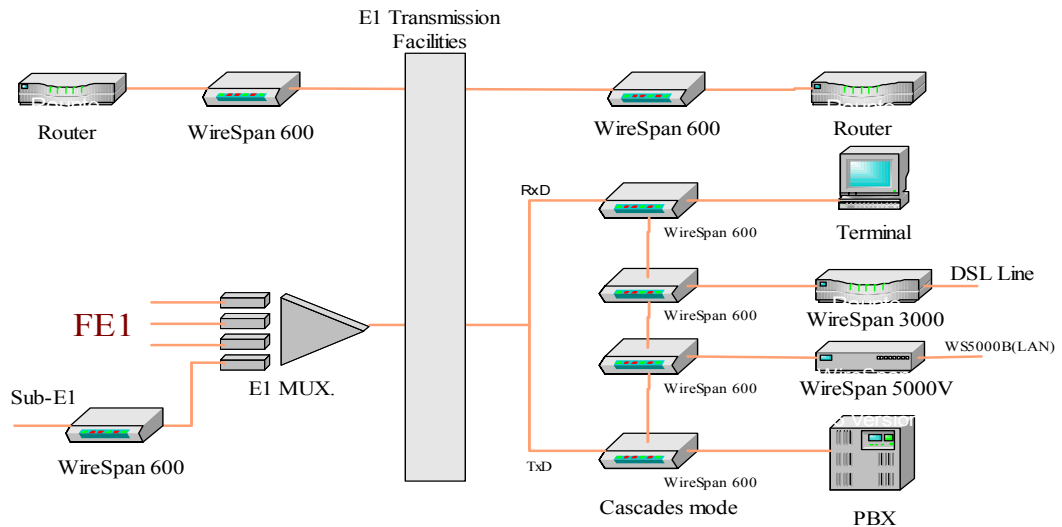 E1 Transmission
Facilities
Router
WireSpan 600
WireSpan 600
Router
RxD
WireSpan 600
Terminal
DSL Line
WireSpan 600
WireSpan 3000
FE1
WS5000B(LAN)
E1 MUX.
WireSpan 600
WireSpan 5000V
Sub-E1
WireSpan 600
TxD
WireSpan 600
Cascades mode
PBX